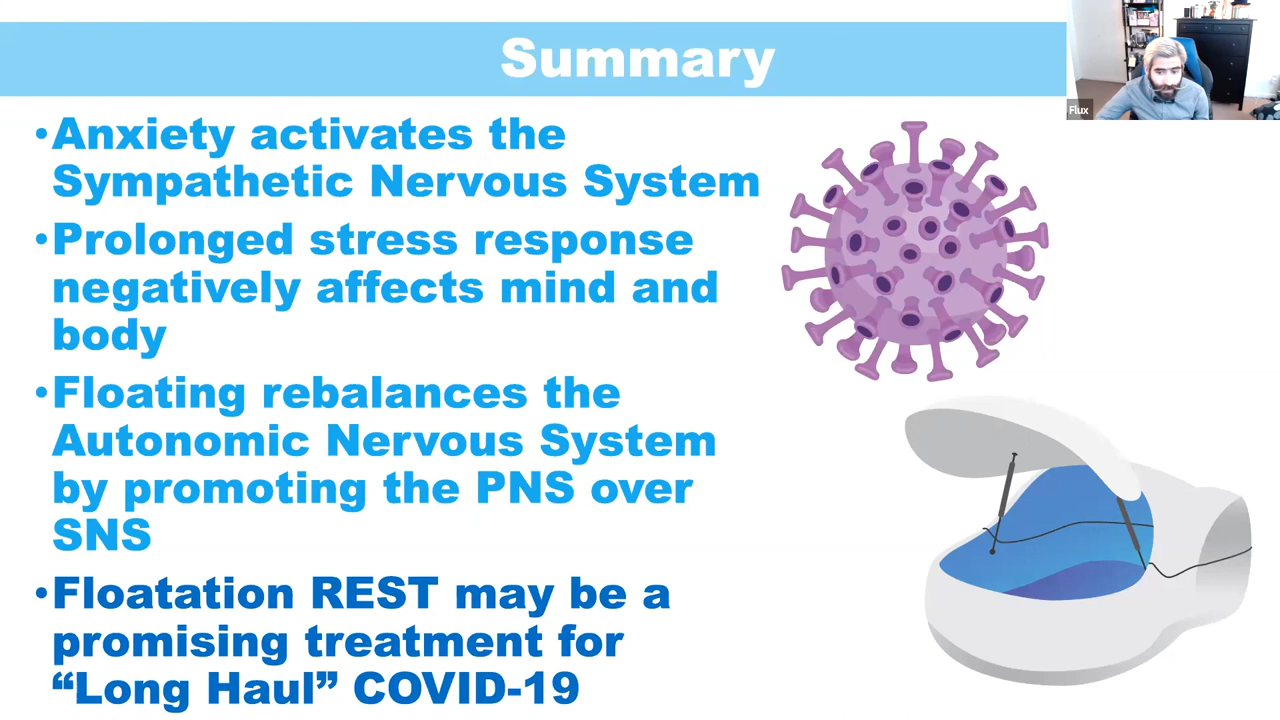 Summary
Flux
•Anxiety activates the
Sympathetic Nervous System
•Prolonged stress response
negatively affects mind and
body
•Floating rebalances the
Autonomic Nervous System
by promoting the PNS over
SNS
•Floatation REST may be a
promising treatment for
“Long Haul” COVID-19